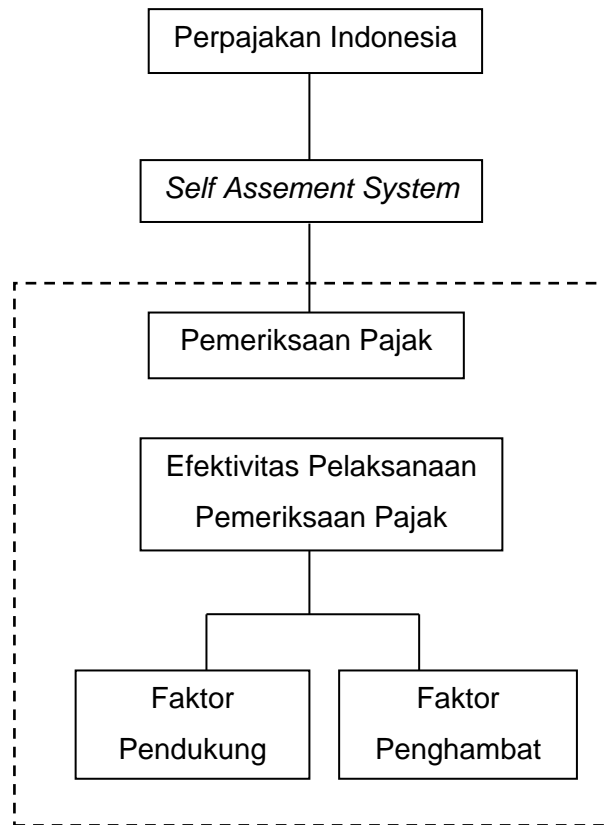 Perpajakan Indonesia
Self Assement System
Pemeriksaan Pajak
Efektivitas Pelaksanaan
Pemeriksaan Pajak
Faktor
Pendukung
Faktor
Penghambat